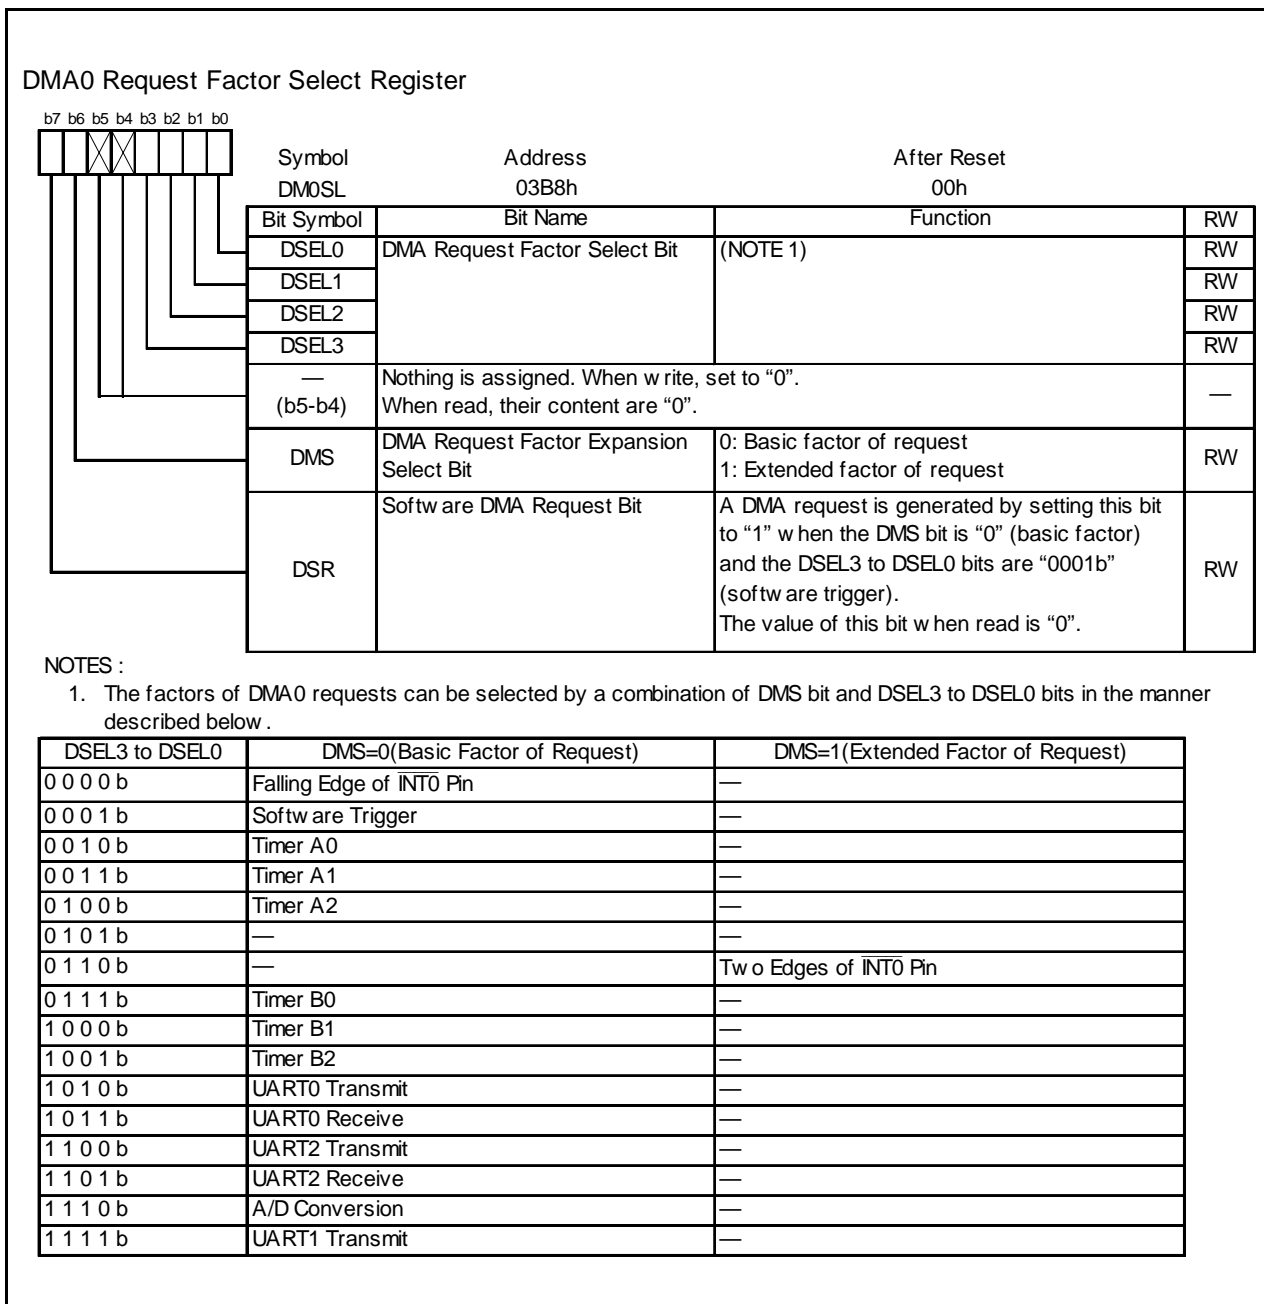 DMA0 Request Factor Select Register
b7 b6 b5 b4 b3 b2 b1 b0
Symbol Address After Reset
DM0SL 03B8h 00h
Bit Symbol Bit Name Function RW
DSEL0 DMA Request Factor Select Bit (NOTE 1) RW
DSEL1 RW
DSEL2 RW
DSEL3 RW
— Nothing is assigned. When write, set to “0”.
(b5-b4) When read, their content are “0”. —
DMS DMA Request Factor Expansion 0: Basic factor of request RW
Select Bit 1: Extended factor of request
Software DMA Request Bit A DMA request is generated by setting this bit
to “1” when the DMS bit is “0” (basic factor)
DSR and the DSEL3 to DSEL0 bits are “0001b” RW
(software trigger).
The value of this bit when read is “0”.
NOTES :
1. The factors of DMA0 requests can be selected by a combination of DMS bit and DSEL3 to DSEL0 bits in the manner
described below .
DSEL3 to DSEL0 DMS=0(Basic Factor of Request) DMS=1(Extended Factor of Request)
0 0 0 0 b Falling Edge of INT0 Pin —
0 0 0 1 b Software Trigger —
0 0 1 0 b Timer A0 —
0 0 1 1 b Timer A1 —
0 1 0 0 b Timer A2 —
0 1 0 1 b — —
0 1 1 0 b — Two Edges of INT0 Pin
0 1 1 1 b Timer B0 —
1 0 0 0 b Timer B1 —
1 0 0 1 b Timer B2 —
1 0 1 0 b UART0 Transmit —
1 0 1 1 b UART0 Receive —
1 1 0 0 b UART2 Transmit —
1 1 0 1 b UART2 Receive —
1 1 1 0 b A/D Conversion —
1 1 1 1 b UART1 Transmit —